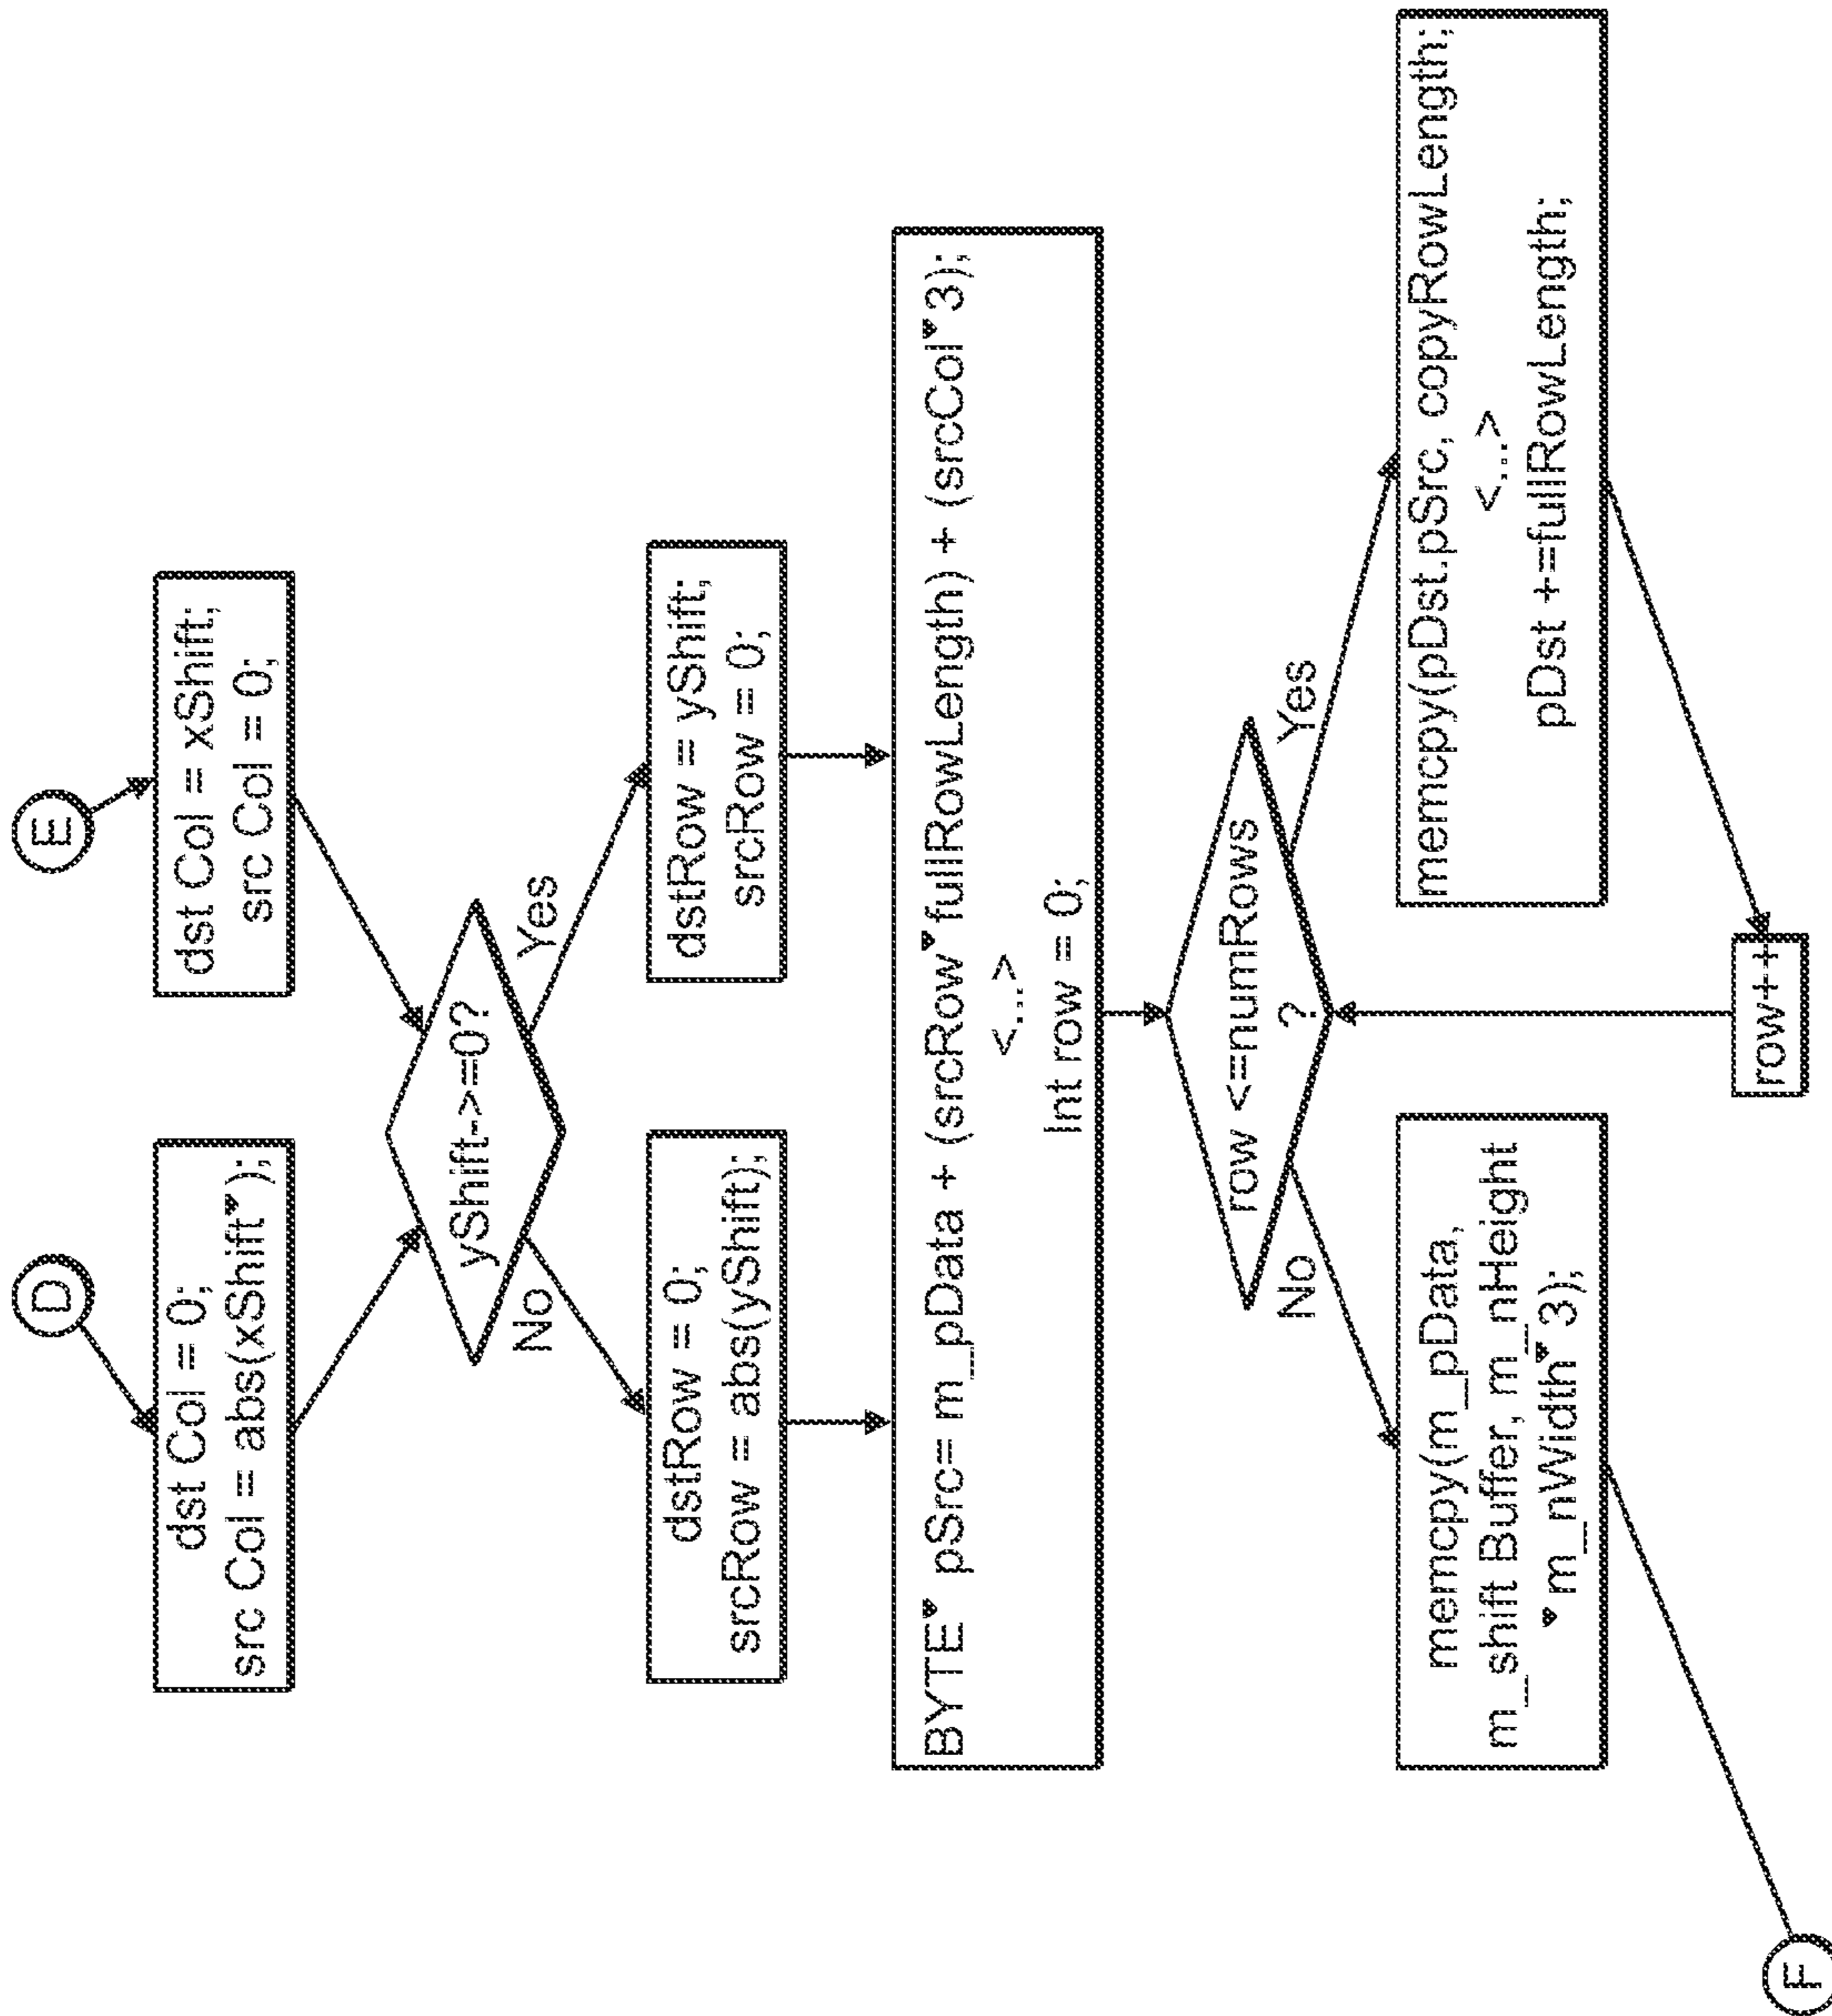 D
E
dst Col = 0;
src Col = abs(xShift*);
dst Col = xShift;
src Col = 0;
yShift->=0?
No
Yes
dstRow = 0;
srcRow = abs(yShift);
dstRow = yShift;
srcRow = 0;
BYTE* pSrc= m_pData + (srcRow*fullRowLength) + (srcCol*3);
<...>
Int row = 0;
row <=numRows
?
No
Yes
memcpy(m_pData,
m_shift Buffer, m_nHeight
* m_nWidth*3);
memcpy(pDst.pSrc, copyRowLength;
<...>
pDst +=fullRowLength;
row++
F